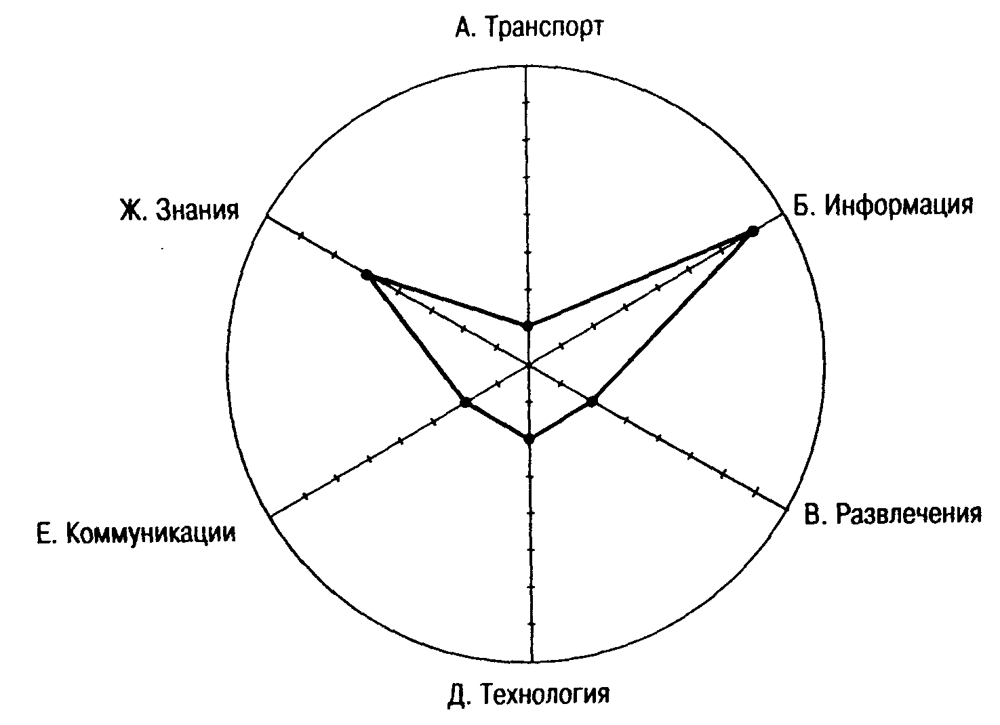 А. Транспорт
Б. Информация
Ж. Знания
В. Развлечения
Е. Коммуникации
Д. Технология